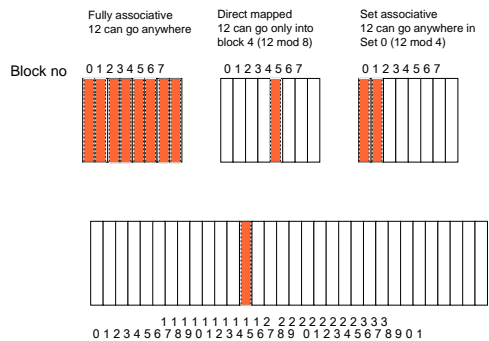 Fully associative
12 can go anywhere
Direct mapped
12 can go only into
block 4 (12 mod 8)
Set associative
12 can go anywhere in
Set 0 (12 mod 4)
Block no
0 1 2 3 4 5 6 7
0 1 2 3 4 5 6 7
0 1 2 3 4 5 6 7
1 1 1 1 1 1 1 1 1 1 2 2 2 2 2 2 2 2 2 3 3 3
0 1 2 3 4 5 6 7 8 9 0 1 2 3 4 5 6 7 8 9 0 1 2 3 4 5 6 7 8 9 0 1